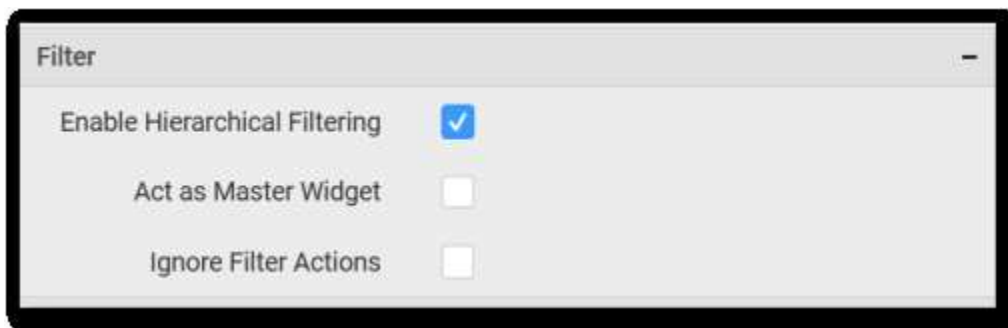 Filter
Enable Hierarchical Filtering
Act as Master Widget
Ignore Filter Actions